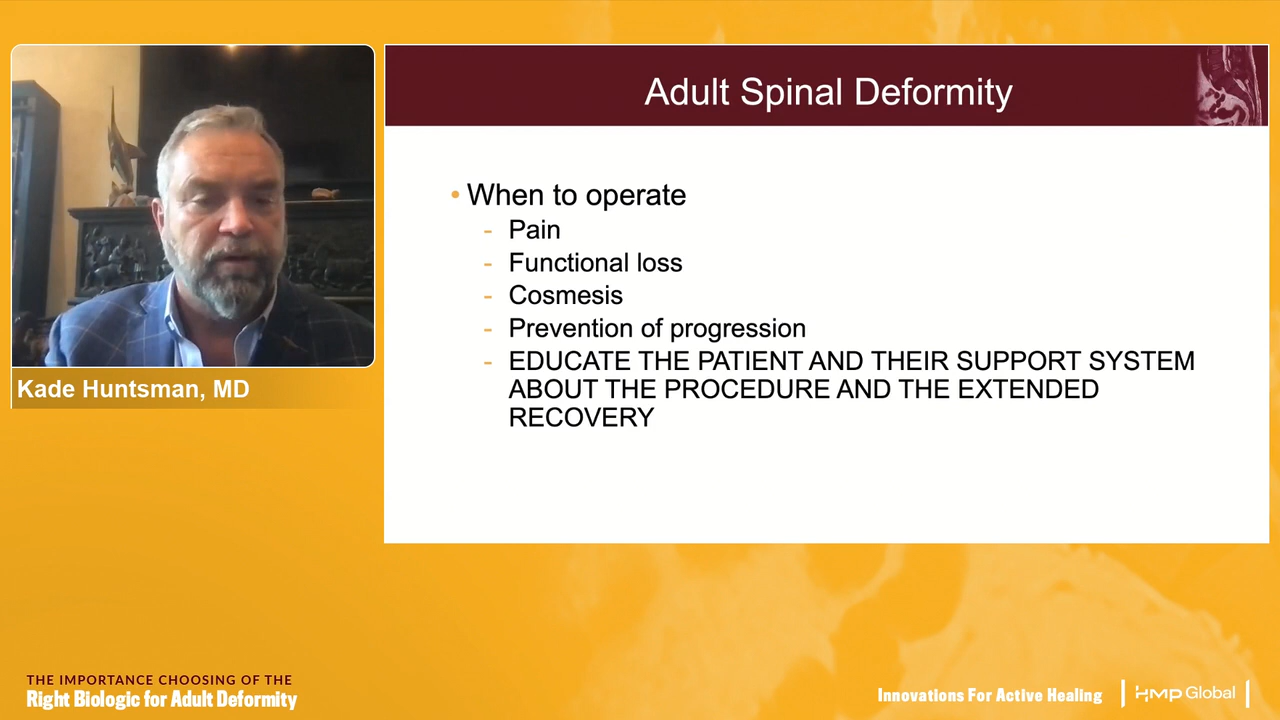 Adult Spinal Deformity
• When to operate
- Pain
- Functional loss
- Cosmesis
- Prevention of progression
- EDUCATE THE PATIENT AND THEIR SUPPORT SYSTEM
ABOUT THE PROCEDURE AND THE EXTENDED
RECOVERY
Kade Huntsman, MD
THE IMPORTANCE CHOOSING OF THE
Right Biologic for Adult Deformity
Innovations For Active Healing
HMP Global